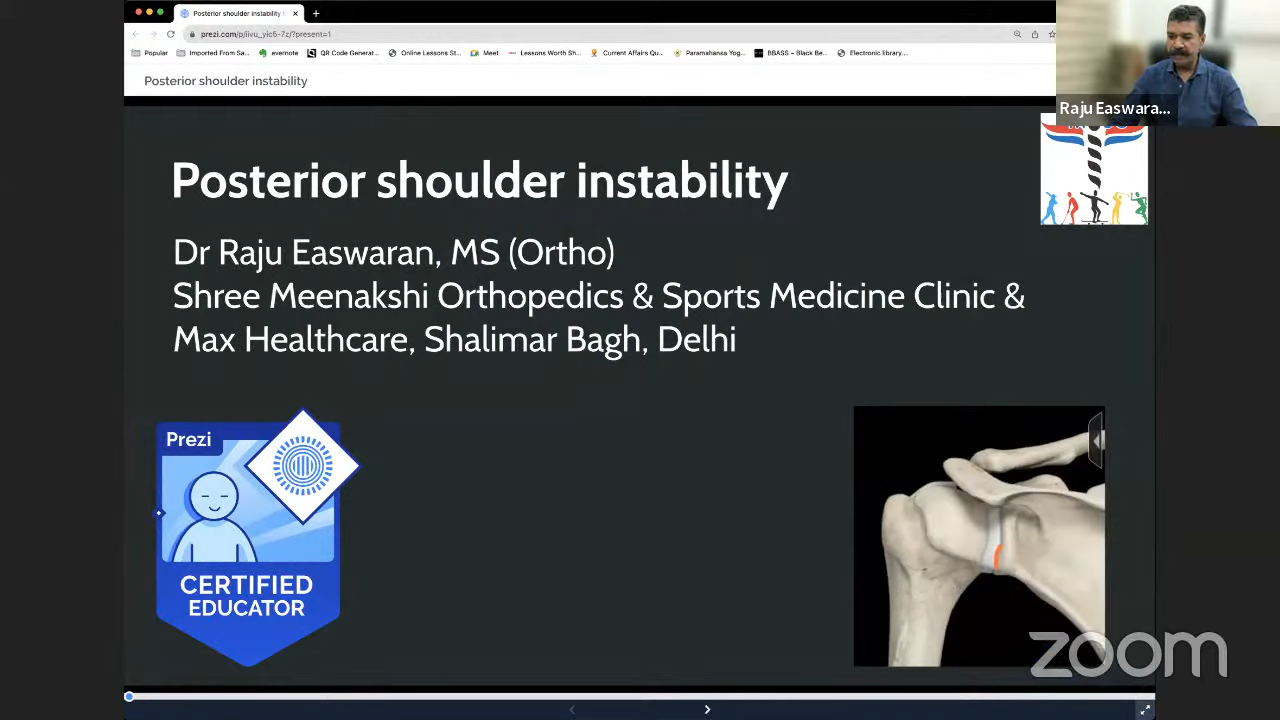 Posterior shoulder instability
prezi.com/p/iivu_yic5-7z/?present=1
Popular
Imported From Sa...
evernote
QR Code Generat...
Online Lessons St...
Meet
Lessons Worth Sh...
Current Affairs Qu...
Paramahansa Yog...
BBASS – Black Be...
Electronic library...
Posterior shoulder instability
Raju Easwara...
Posterior shoulder instability
Dr Raju Easwaran, MS (Ortho)
Shree Meenakshi Orthopedics & Sports Medicine Clinic &
Max Healthcare, Shalimar Bagh, Delhi
Prezi
CERTIFIED
EDUCATOR
zoom